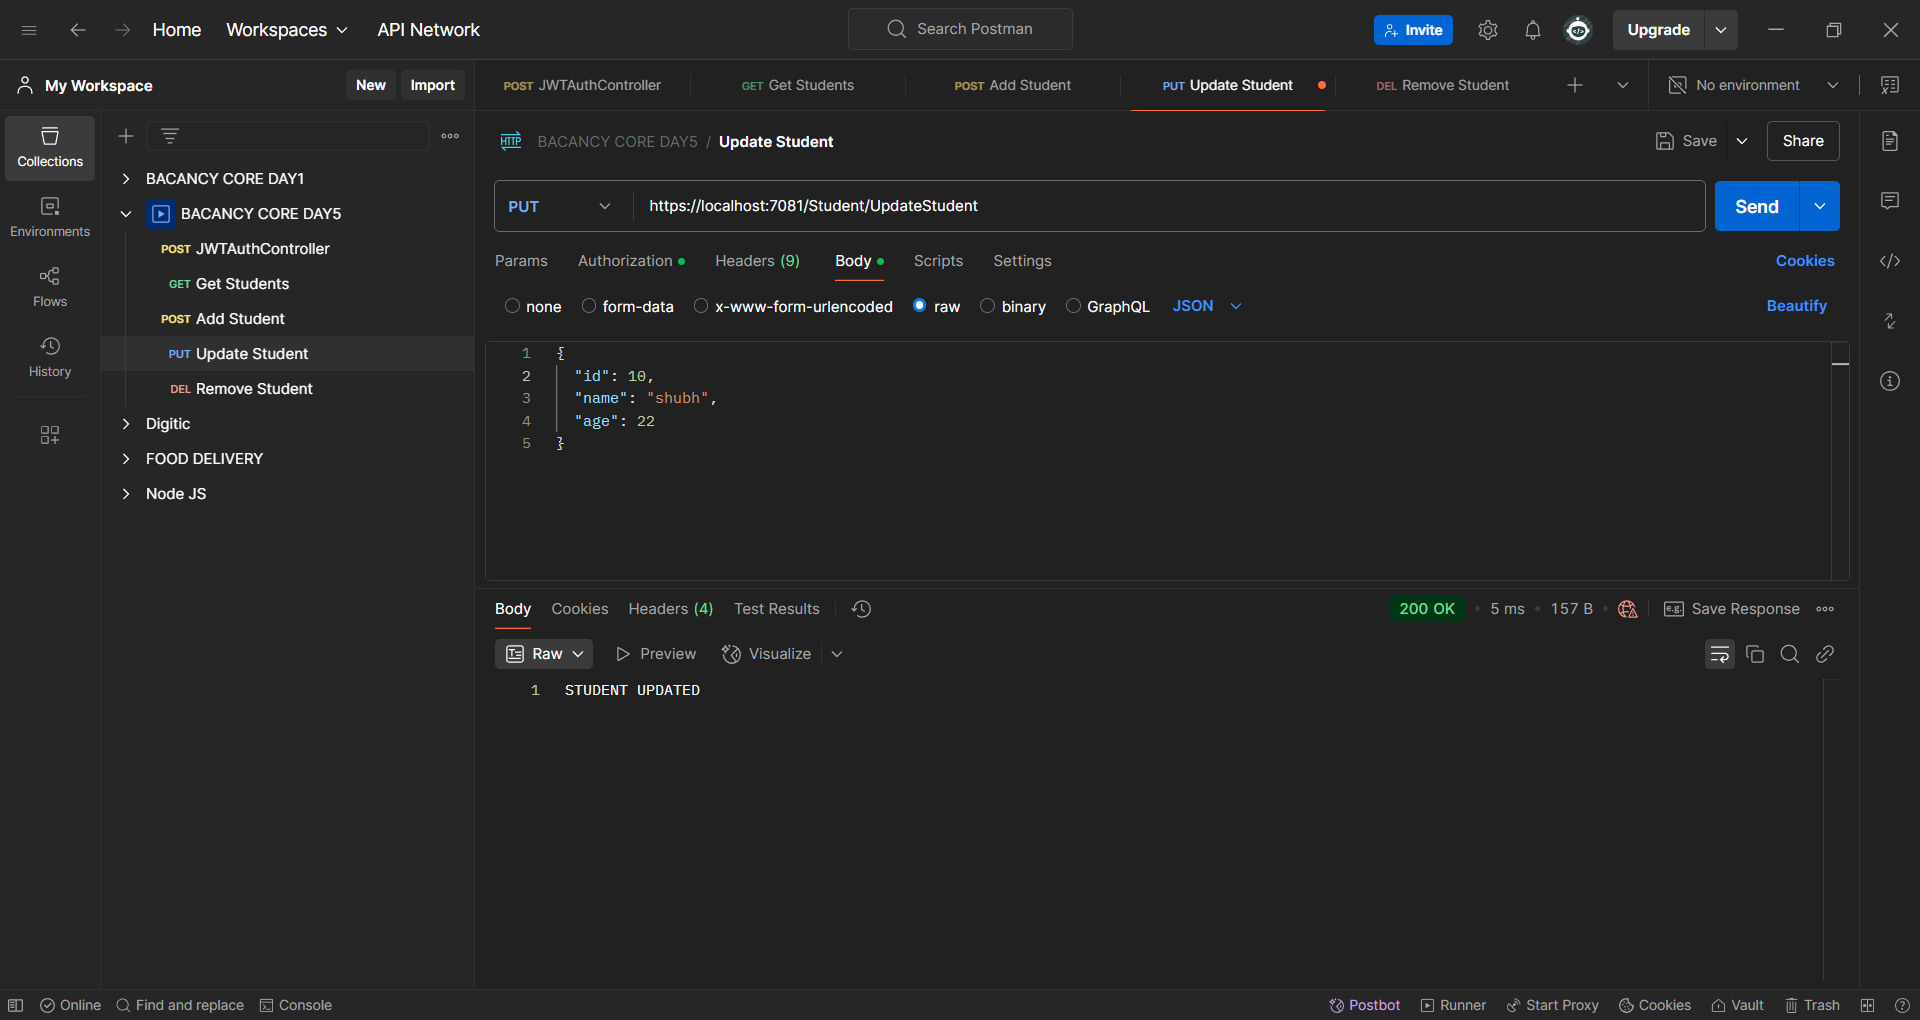 Home Workspaces API Network Search Postman Invite Upgrade
My Workspace New Import
POST JWTAuthController GET Get Students POST Add Student PUT Update Student DEL Remove Student No environment
Collections
Environments
Flows
History
BACANCY CORE DAY1
BACANCY CORE DAY5
POST JWTAuthController
GET Get Students
POST Add Student
PUT Update Student
DEL Remove Student
Digitic
FOOD DELIVERY
Node JS
HTTP BACANCY CORE DAY5 / Update Student Save Share
PUT https://localhost:7081/Student/UpdateStudent Send
Params Authorization Headers (9) Body Scripts Settings Cookies
none form-data x-www-form-urlencoded raw binary GraphQL JSON Beautify
1 {
2 "id": 10,
3 "name": "shubh",
4 "age": 22
5 }
Body Cookies Headers (4) Test Results 200 OK 5 ms 157 B e.g. Save Response
Raw Preview Visualize
1 STUDENT UPDATED
Online Find and replace Console Postbot Runner Start Proxy Cookies Vault Trash